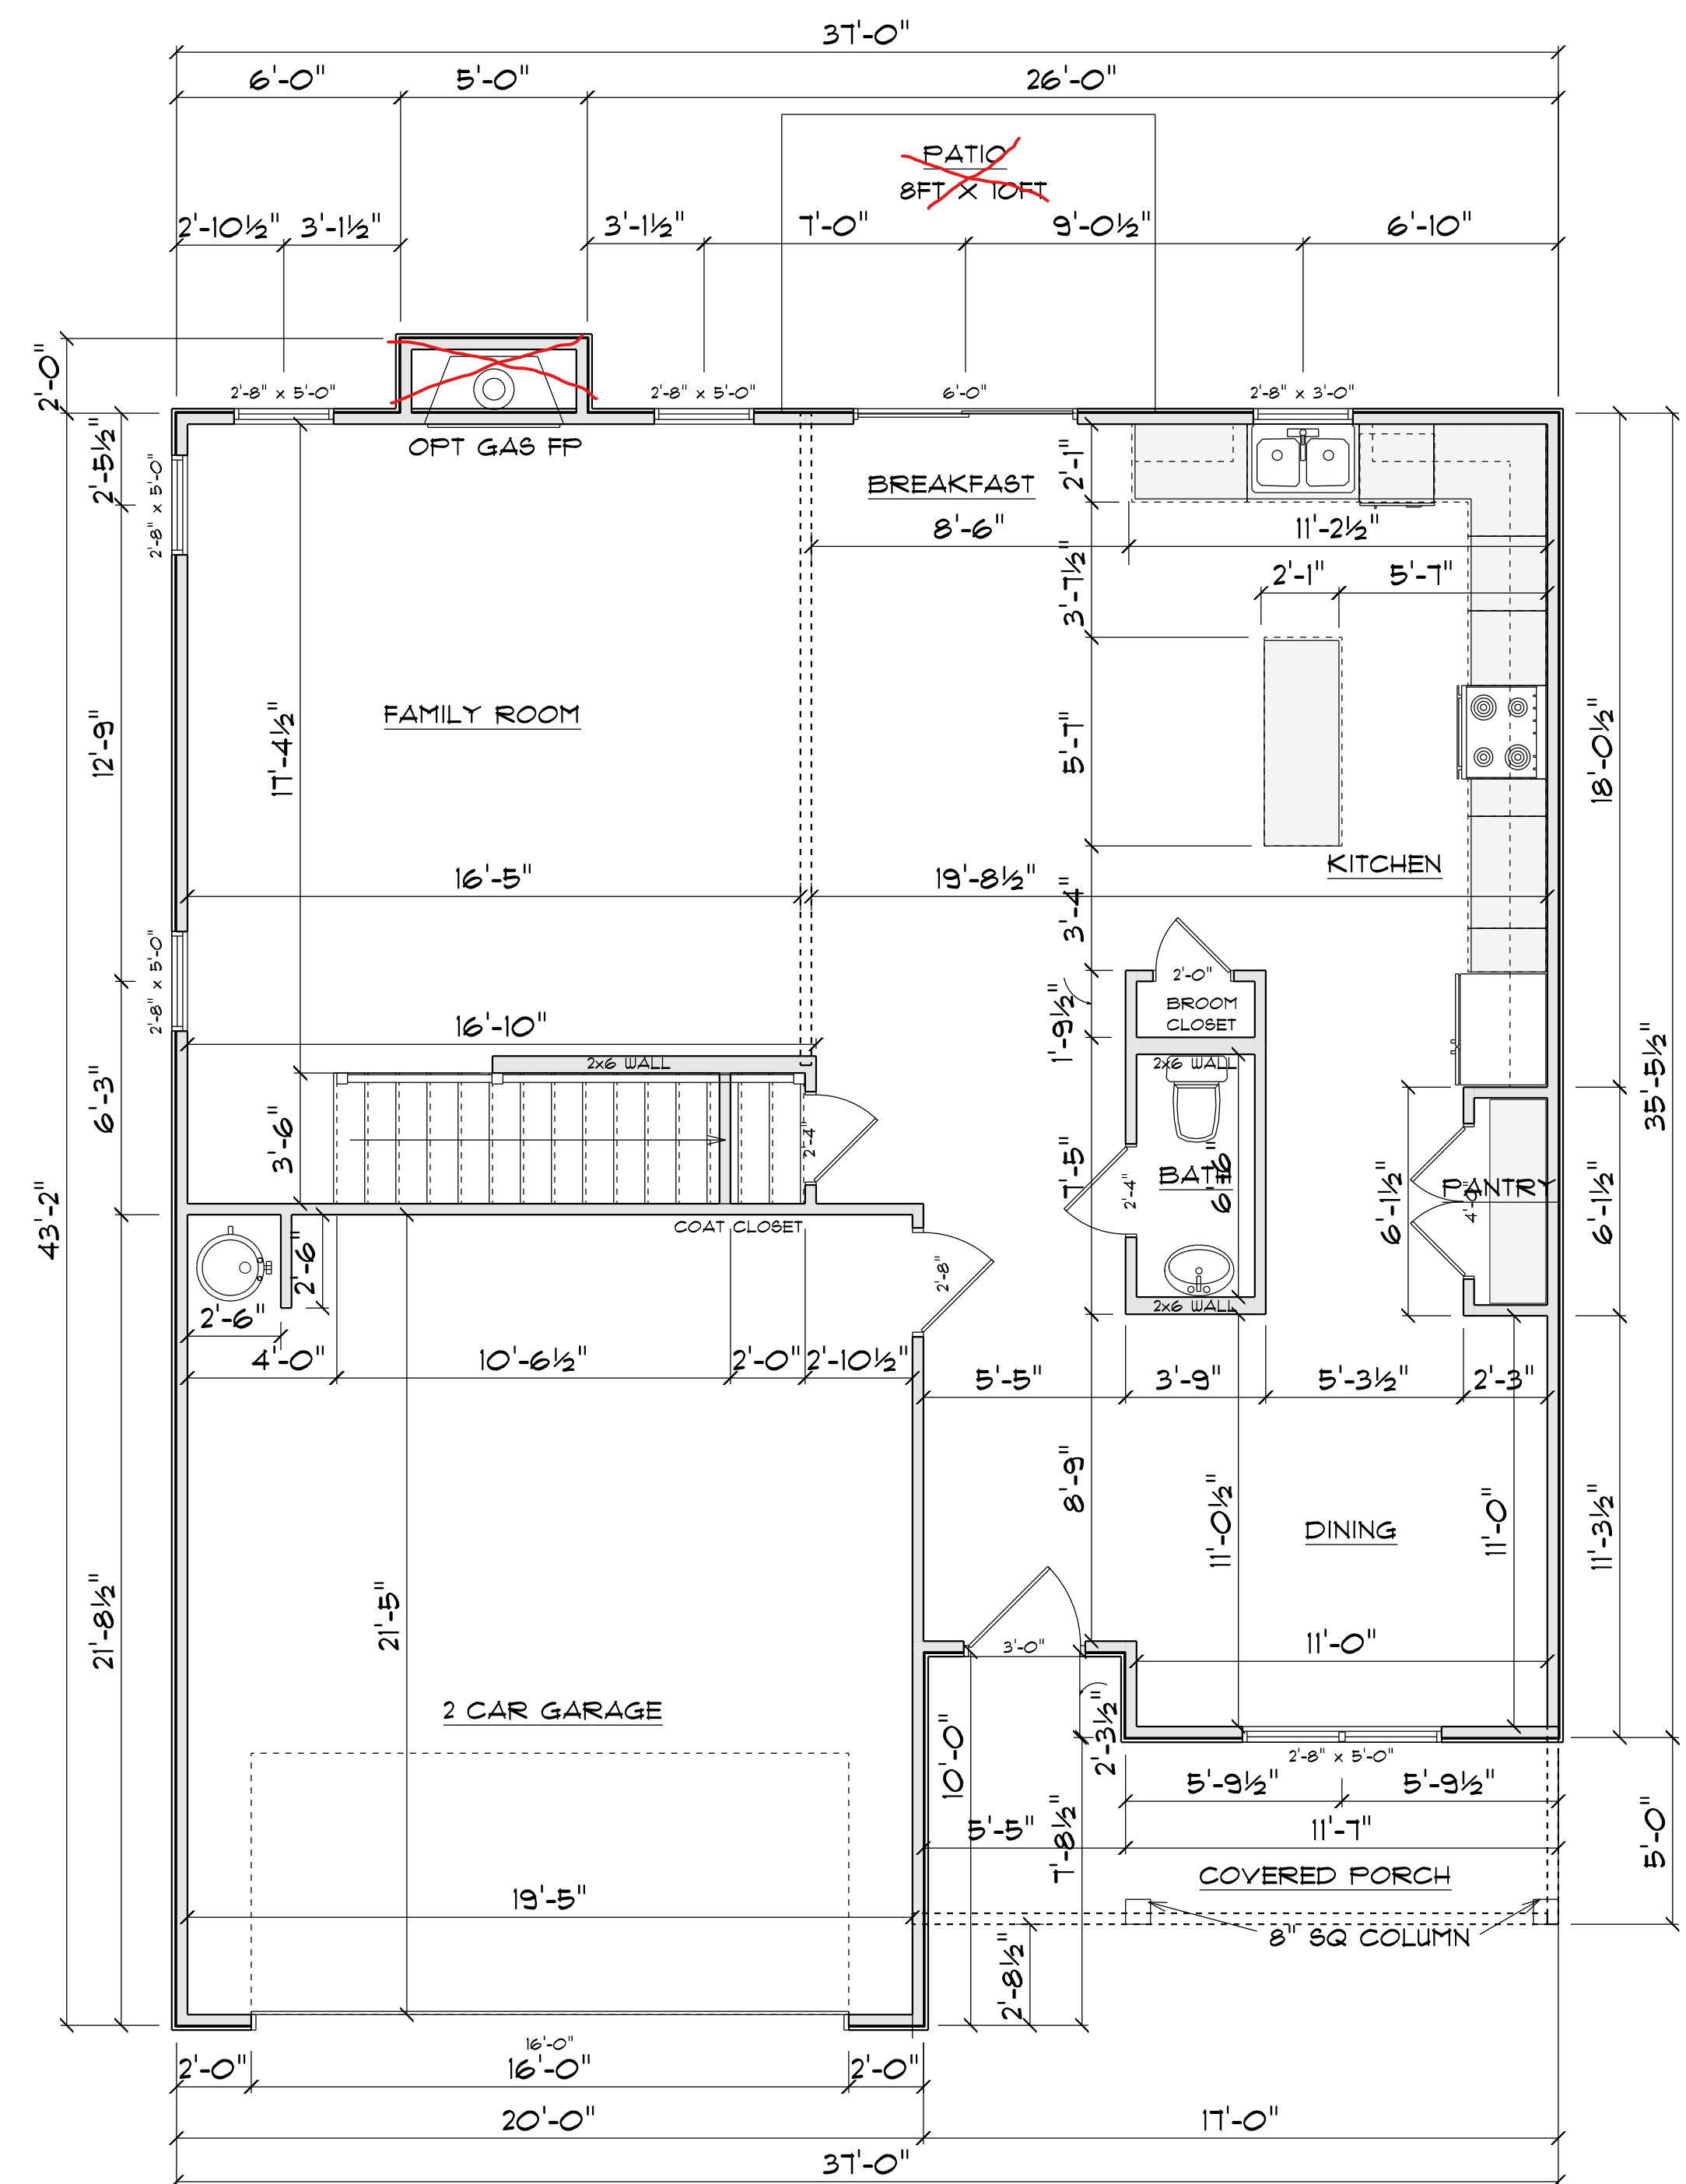 37'-0"
6'-0" 5'-0" 26'-0"
PATIO
8FT X 10FT
2'-10½" 3'-1½" 3'-1½" 7'-0" 9'-0½" 6'-10"
2'-0"
2'-8" x 5'-0" 2'-8" x 5'-0" 6'-0" 2'-8" x 3'-0"
OPT GAS FP
2'-5½"
2'-8" x 5'-0"
BREAKFAST
2'-1"
8'-6" 11'-2½"
3'-7½"
2'-1" 5'-7"
FAMILY ROOM
12'-9"
17'-4½"
5'-7"
18'-0½"
KITCHEN
16'-5" 19'-8½"
3'-4"
2'-8" x 5'-0"
2'-0"
BROOM
CLOSET
16'-10"
1'-9½"
2x6 WALL
2x6 WALL
35'-5½"
6'-3"
3'-6"
2'-4"
7'-5"
BATH
6'-6"
2'-4"
PANTRY
4'-0"
6'-1½"
6'-1½"
43'-2"
COAT CLOSET
2'-6"
2'-8"
2'-6"
2x6 WALL
4'-0" 10'-6½" 2'-0" 2'-10½"
5'-5" 3'-9" 5'-3½" 2'-3"
8'-9"
11'-0½"
DINING
11'-0"
11'-3½"
21'-8½"
21'-5"
3'-0"
11'-0"
2 CAR GARAGE
10'-0"
2'-3½"
2'-8" x 5'-0"
5'-9½" 5'-9½"
5'-5" 11'-7"
7'-8½"
5'-0"
COVERED PORCH
19'-5"
8" SQ COLUMN
2'-8½"
16'-0"
2'-0" 16'-0" 2'-0"
20'-0" 17'-0"
37'-0"